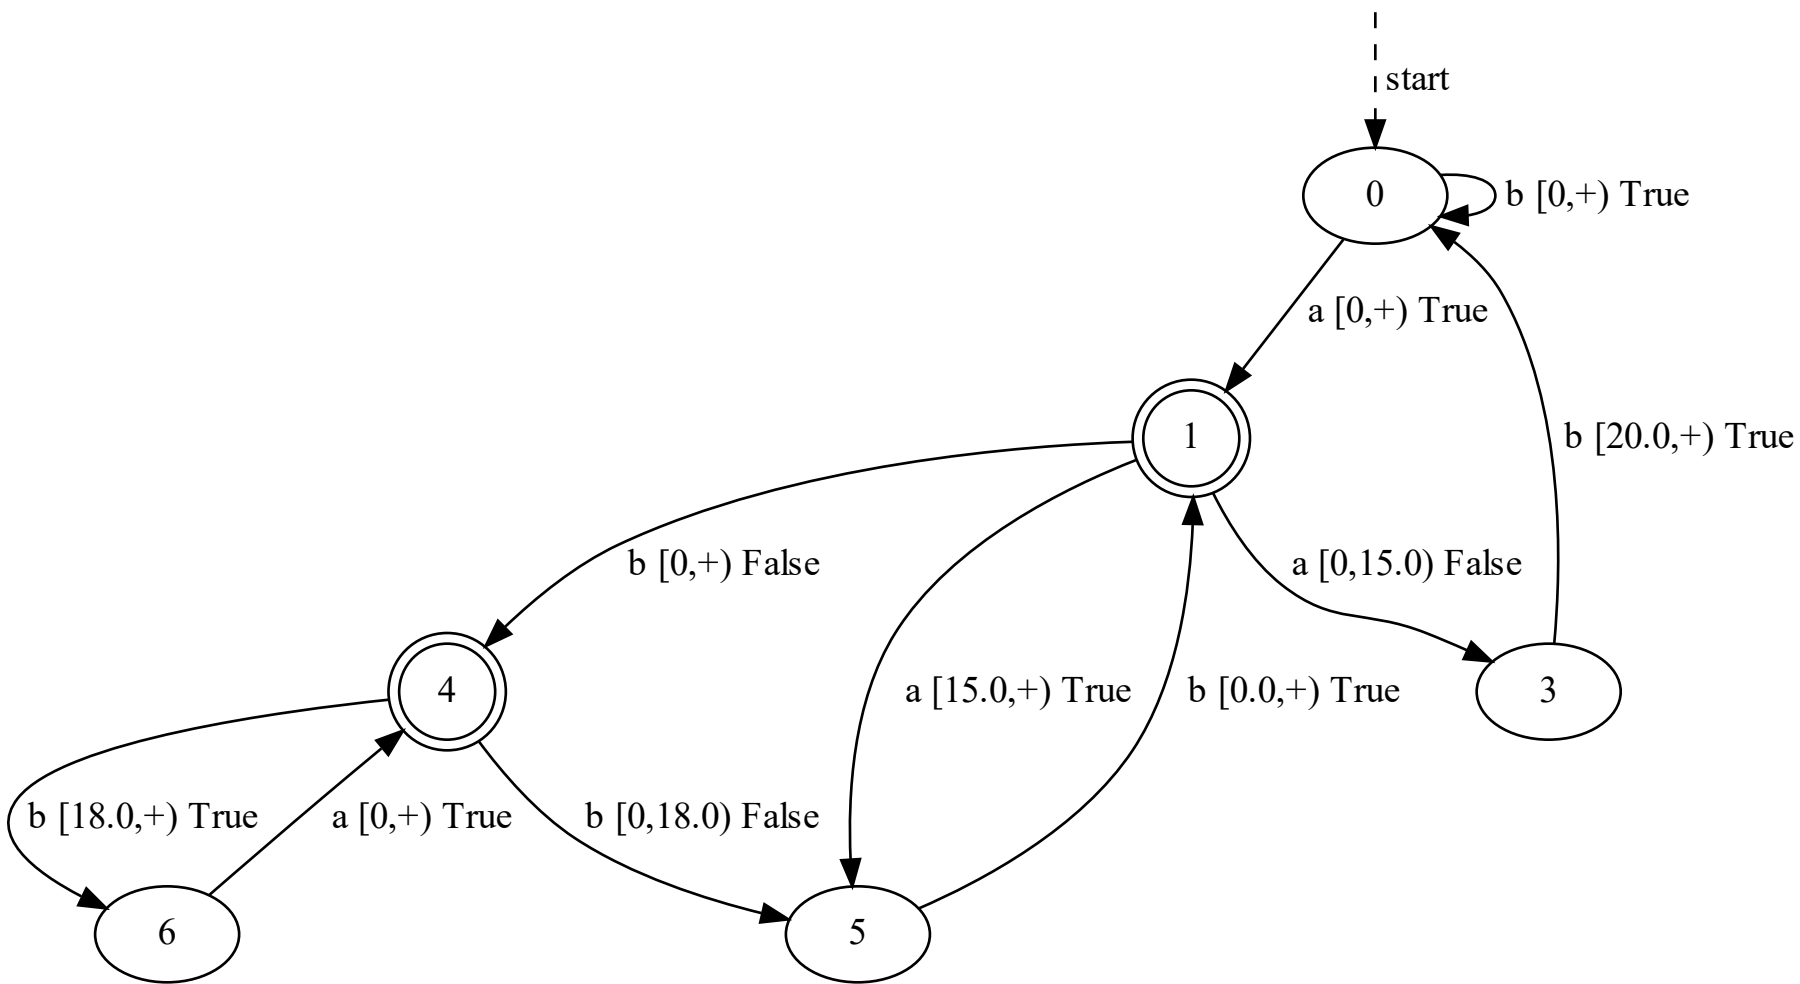 start
0
b [0,+) True
a [0,+) True
1
b [20.0,+) True
b [0,+) False
a [0,15.0) False
4
a [15.0,+) True
b [0.0,+) True
3
b [18.0,+) True
a [0,+) True
b [0,18.0) False
6
5